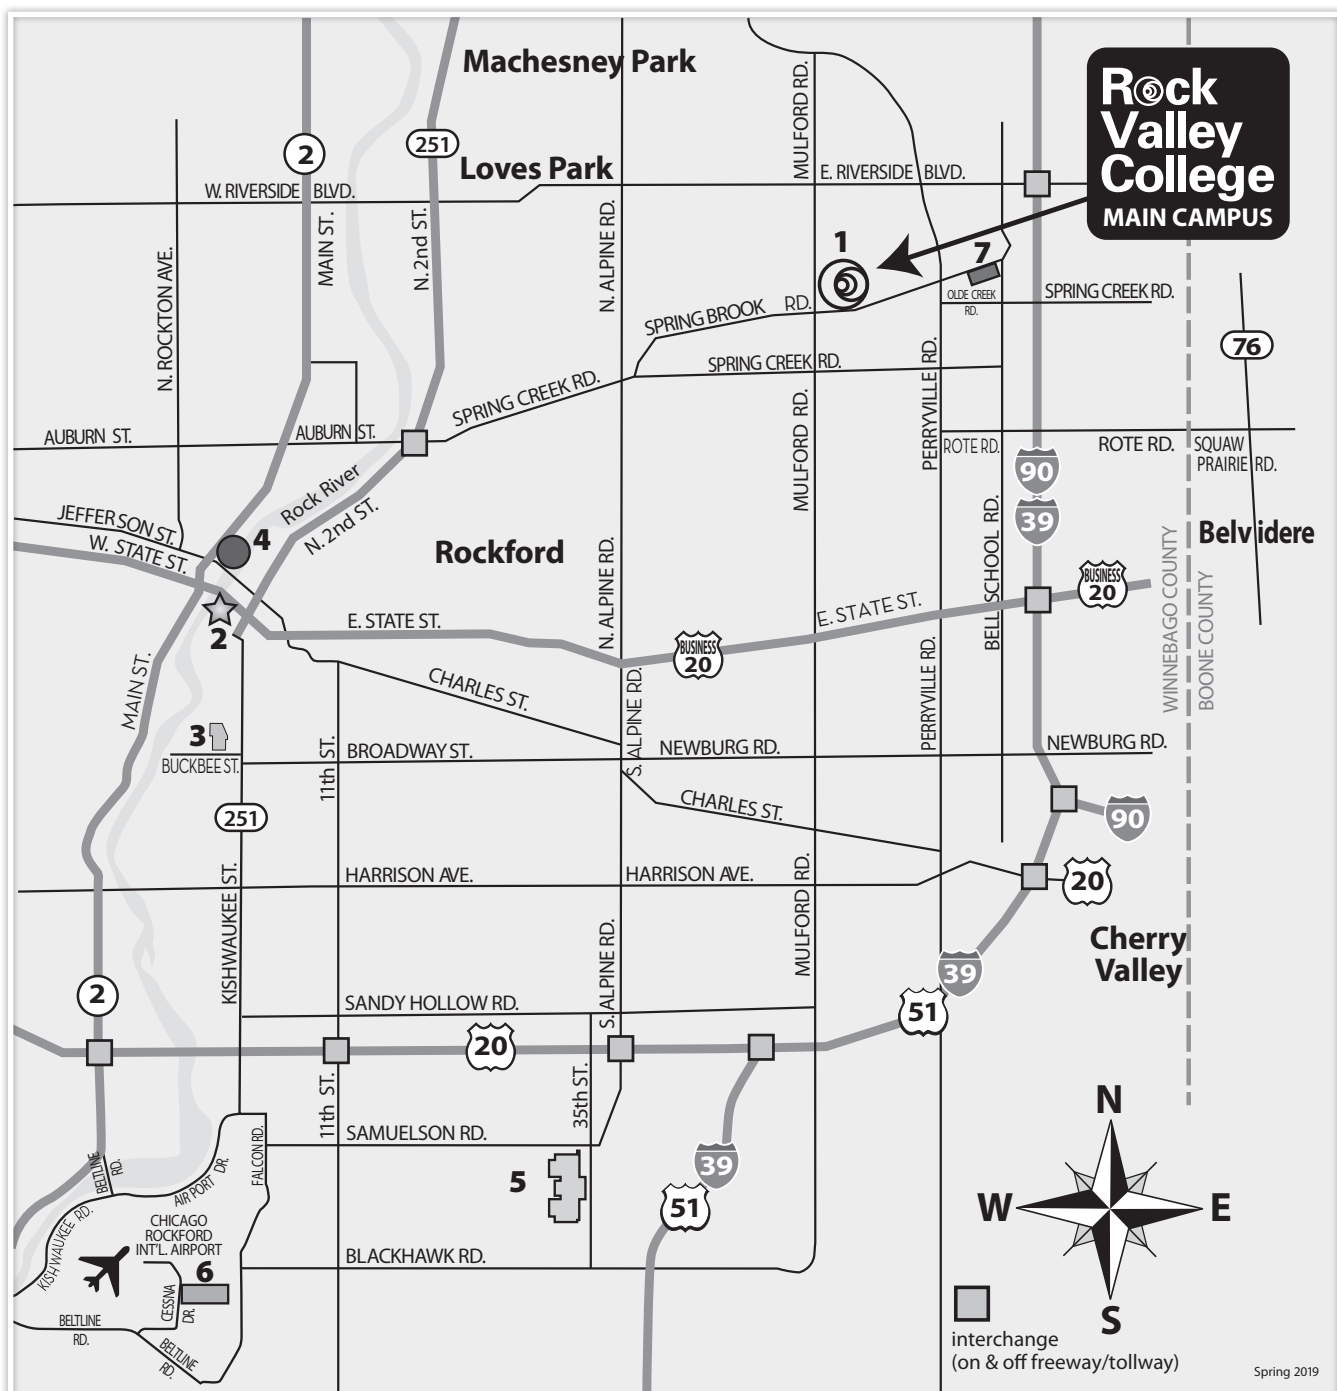 Machesney Park
MULFORD RD.
Rock
Valley
College
MAIN CAMPUS
2
251
Loves Park
E. RIVERSIDE BLVD.
W. RIVERSIDE BLVD.
MAIN ST.
N. 2nd ST.
N. ALPINE RD.
1
7
N. ROCKTON AVE.
OLDE CREEK
RD.
SPRING CREEK RD.
SPRING BROOK RD.
76
SPRING CREEK RD.
SPRING CREEK RD.
PERRYVILLE RD.
MULFORD RD.
AUBURN ST.
AUBURN ST.
ROTE RD.
ROTE RD.
SQUAW
PRAIRIE RD.
90
39
Rock River
N. 2nd ST.
JEFFERSON ST.
W. STATE ST.
4
Rockford
N. ALPINE RD.
BELL SCHOOL RD.
Belvidere
WINNEBAGO COUNTY
BOONE COUNTY
BUSINESS
20
2
E. STATE ST.
E. STATE ST.
BUSINESS
20
MAIN ST.
CHARLES ST.
S. ALPINE RD.
PERRYVILLE RD.
3
BUCKBEE ST.
11th ST.
BROADWAY ST.
NEWBURG RD.
NEWBURG RD.
251
CHARLES ST.
90
KISHWAUKEE ST.
HARRISON AVE.
HARRISON AVE.
MULFORD RD.
20
Cherry
Valley
39
2
S. ALPINE RD.
SANDY HOLLOW RD.
51
20
11th ST.
35th ST.
SAMUELSON RD.
FALCON RD.
BELTLINE
RD.
AIRPORT DR.
5
39
51
N
W
E
S
KISHWAUKEE RD.
CHICAGO
ROCKFORD
INT'L. AIRPORT
6
BLACKHAWK RD.
CESSNA
DR.
BELTLINE
RD.
BELTLINE
RD.
interchange
(on & off freeway/tollway)
Spring 2019